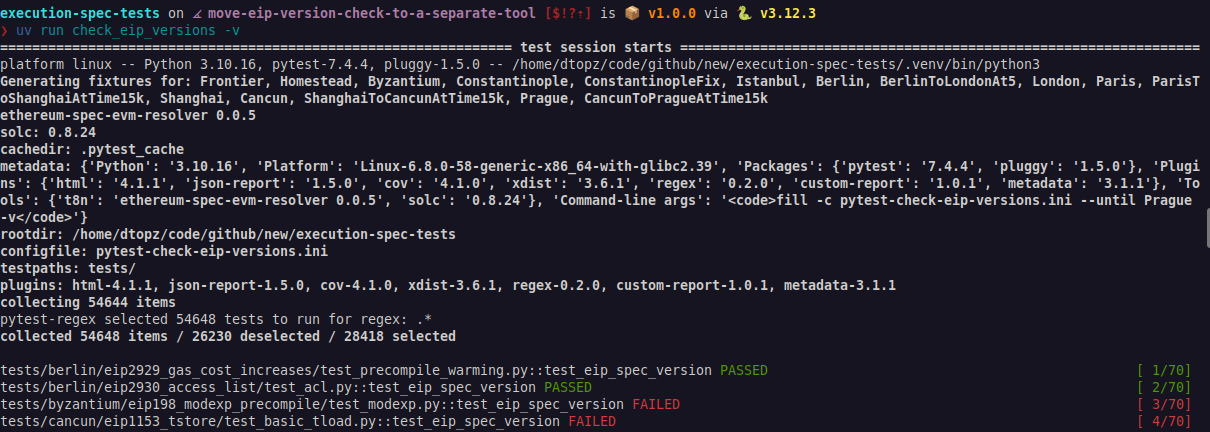 execution-spec-tests on move-eip-version-check-to-a-separate-tool [$!?⇡] is 📦 v1.0.0 via 🐍 v3.12.3
❯ uv run check_eip_versions -v
================================================================ test session starts =================================================================
platform linux -- Python 3.10.16, pytest-7.4.4, pluggy-1.5.0 -- /home/dtopz/code/github/new/execution-spec-tests/.venv/bin/python3
Generating fixtures for: Frontier, Homestead, Byzantium, Constantinople, ConstantinopleFix, Istanbul, Berlin, BerlinToLondonAt5, London, Paris, ParisT
oShanghaiAtTime15k, Shanghai, Cancun, ShanghaiToCancunAtTime15k, Prague, CancunToPragueAtTime15k
ethereum-spec-evm-resolver 0.0.5
solc: 0.8.24
cachedir: .pytest_cache
metadata: {'Python': '3.10.16', 'Platform': 'Linux-6.8.0-58-generic-x86_64-with-glibc2.39', 'Packages': {'pytest': '7.4.4', 'pluggy': '1.5.0'}, 'Plugi
ns': {'html': '4.1.1', 'json-report': '1.5.0', 'cov': '4.1.0', 'xdist': '3.6.1', 'regex': '0.2.0', 'custom-report': '1.0.1', 'metadata': '3.1.1'}, 'To
ols': {'t8n': 'ethereum-spec-evm-resolver 0.0.5', 'solc': '0.8.24'}, 'Command-line args': '<code>fill -c pytest-check-eip-versions.ini --until Prague
-v</code>'}
rootdir: /home/dtopz/code/github/new/execution-spec-tests
configfile: pytest-check-eip-versions.ini
testpaths: tests/
plugins: html-4.1.1, json-report-1.5.0, cov-4.1.0, xdist-3.6.1, regex-0.2.0, custom-report-1.0.1, metadata-3.1.1
collecting 54644 items
pytest-regex selected 54648 tests to run for regex: .*
collected 54648 items / 26230 deselected / 28418 selected
tests/berlin/eip2929_gas_cost_increases/test_precompile_warming.py::test_eip_spec_version PASSED [ 1/70]
tests/berlin/eip2930_access_list/test_acl.py::test_eip_spec_version PASSED [ 2/70]
tests/byzantium/eip198_modexp_precompile/test_modexp.py::test_eip_spec_version FAILED [ 3/70]
tests/cancun/eip1153_tstore/test_basic_tload.py::test_eip_spec_version FAILED [ 4/70]